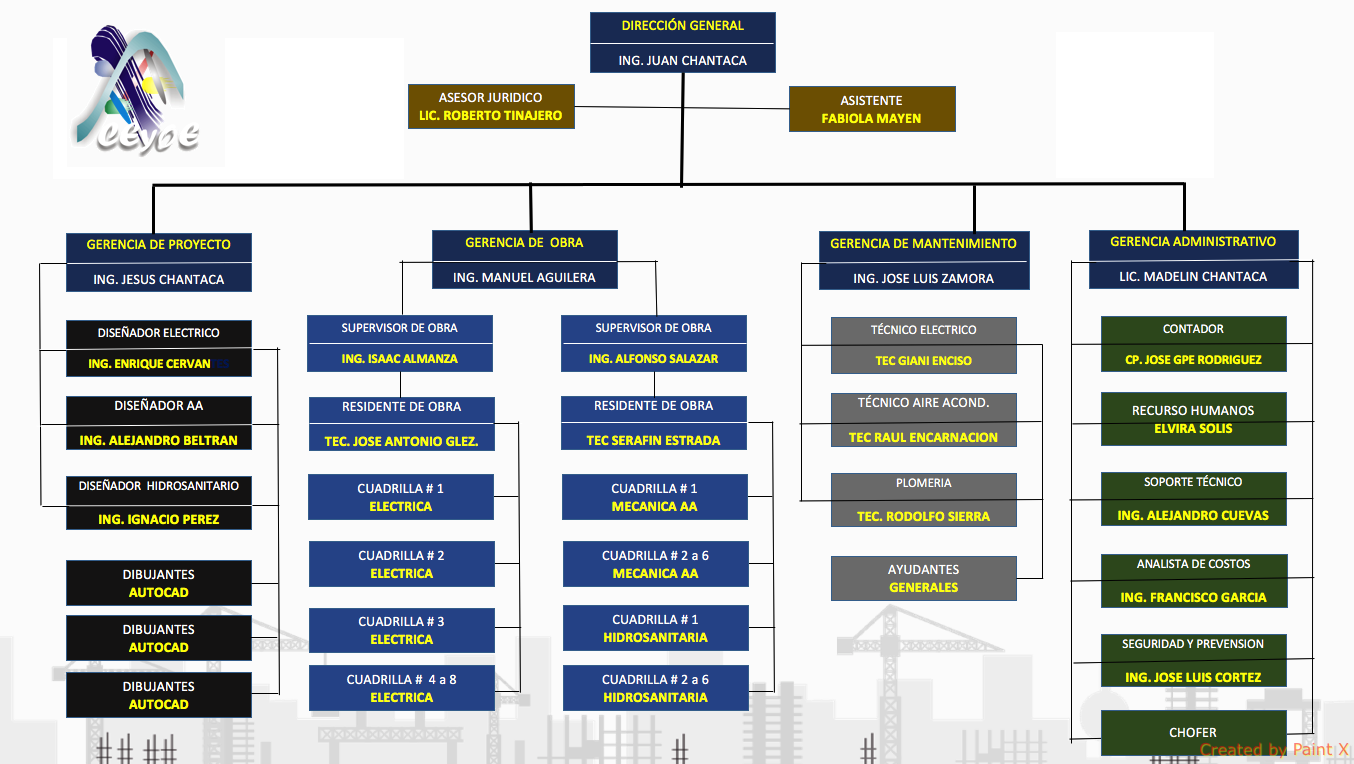 DIRECCIÓN GENERAL
ING. JUAN CHANTACA
ASESOR JURIDICO
LIC. ROBERTO TINAJERO
ASISTENTE
FABIOLA MAYEN
CEYDE
GERENCIA DE PROYECTO
ING. JESUS CHANTACA
DISEÑADOR ELECTRICO
ING. ENRIQUE CERVAN
DISEÑADOR AA
ING. ALEJANDRO BELTRAN
DISEÑADOR HIDROSANITARIO
ING. IGNACIO PEREZ
DIBUJANTES
AUTOCAD
DIBUJANTES
AUTOCAD
DIBUJANTES
AUTOCAD
GERENCIA DE OBRA
ING. MANUEL AGUILERA
SUPERVISOR DE OBRA
ING. ISAAC ALMANZA
RESIDENTE DE OBRA
TEC. JOSE ANTONIO GLEZ.
CUADRILLA # 1
ELECTRICA
CUADRILLA # 2
ELECTRICA
CUADRILLA # 3
ELECTRICA
CUADRILLA # 4 a 8
ELECTRICA
SUPERVISOR DE OBRA
ING. ALFONSO SALAZAR
RESIDENTE DE OBRA
TEC SERAFIN ESTRADA
CUADRILLA # 1
MECANICA AA
CUADRILLA # 2 a 6
MECANICA AA
CUADRILLA # 1
HIDROSANITARIA
CUADRILLA # 2 a 6
HIDROSANITARIA
GERENCIA DE MANTENIMIENTO
ING. JOSE LUIS ZAMORA
TÉCNICO ELECTRICO
TEC GIANI ENCISO
TÉCNICO AIRE ACOND.
TEC RAUL ENCARNACION
PLOMERIA
TEC. RODOLFO SIERRA
AYUDANTES
GENERALES
GERENCIA ADMINISTRATIVO
LIC. MADELIN CHANTACA
CONTADOR
CP. JOSE GPE RODRIGUEZ
RECURSO HUMANOS
ELVIRA SOLIS
SOPORTE TÉCNICO
ING. ALEJANDRO CUEVAS
ANALISTA DE COSTOS
ING. FRANCISCO GARCIA
SEGURIDAD Y PREVENSION
ING. JOSE LUIS CORTEZ
CHOFER
Created by Paint X